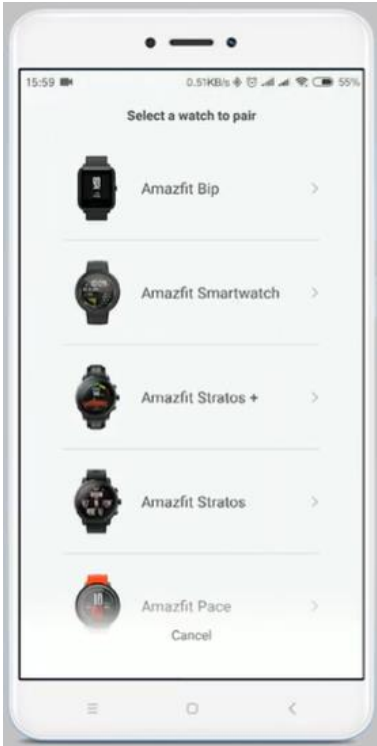 15:59 0.51KB/s 55%
Select a watch to pair
Amazfit Bip
Amazfit Smartwatch
Amazfit Stratos +
Amazfit Stratos
Amazfit Pace
Cancel